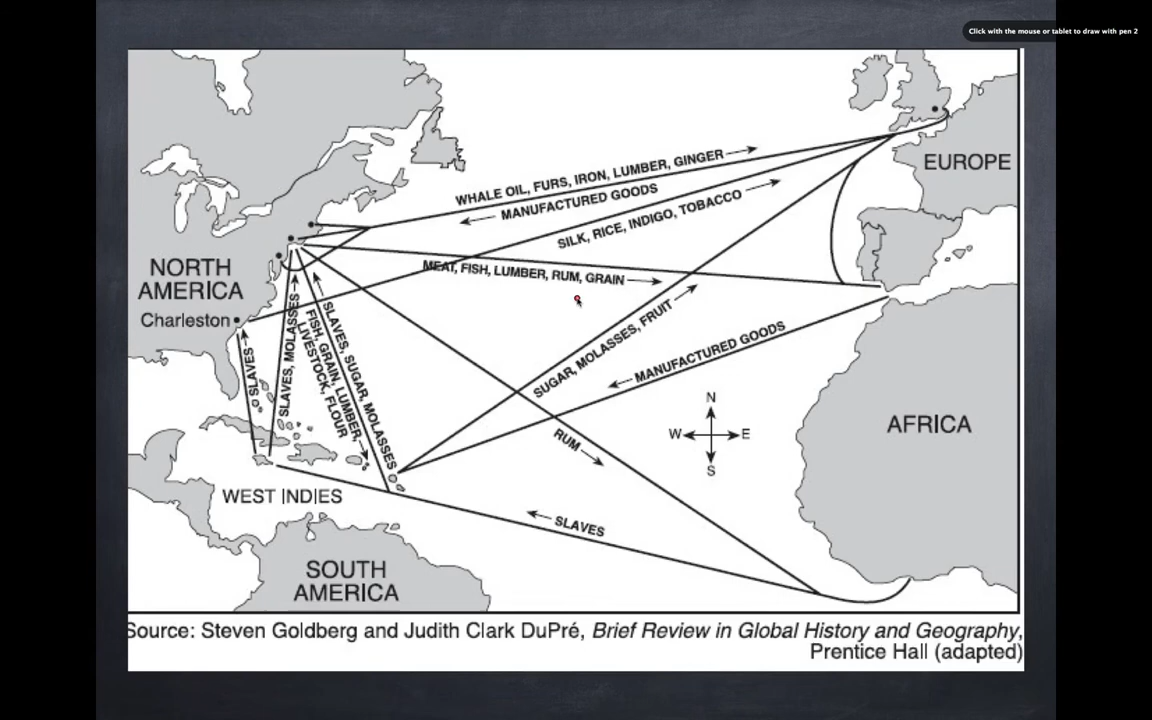 Click with the mouse or tablet to draw with pen 2
EUROPE
WHALE OIL, FURS, IRON, LUMBER, GINGER
MANUFACTURED GOODS
SILK, RICE, INDIGO, TOBACCO
NORTH
AMERICA
MEAT, FISH, LUMBER, RUM, GRAIN
Charleston
SLAVES
SLAVES, MOLASSES
FISH, GRAIN, LUMBER,
LIVESTOCK, FLOUR
SLAVES, SUGAR, MOLASSES
SUGAR, MOLASSES, FRUIT
MANUFACTURED GOODS
N
W E
S
AFRICA
RUM
WEST INDIES
SLAVES
SOUTH
AMERICA
Source: Steven Goldberg and Judith Clark DuPré, Brief Review in Global History and Geography,
Prentice Hall (adapted)